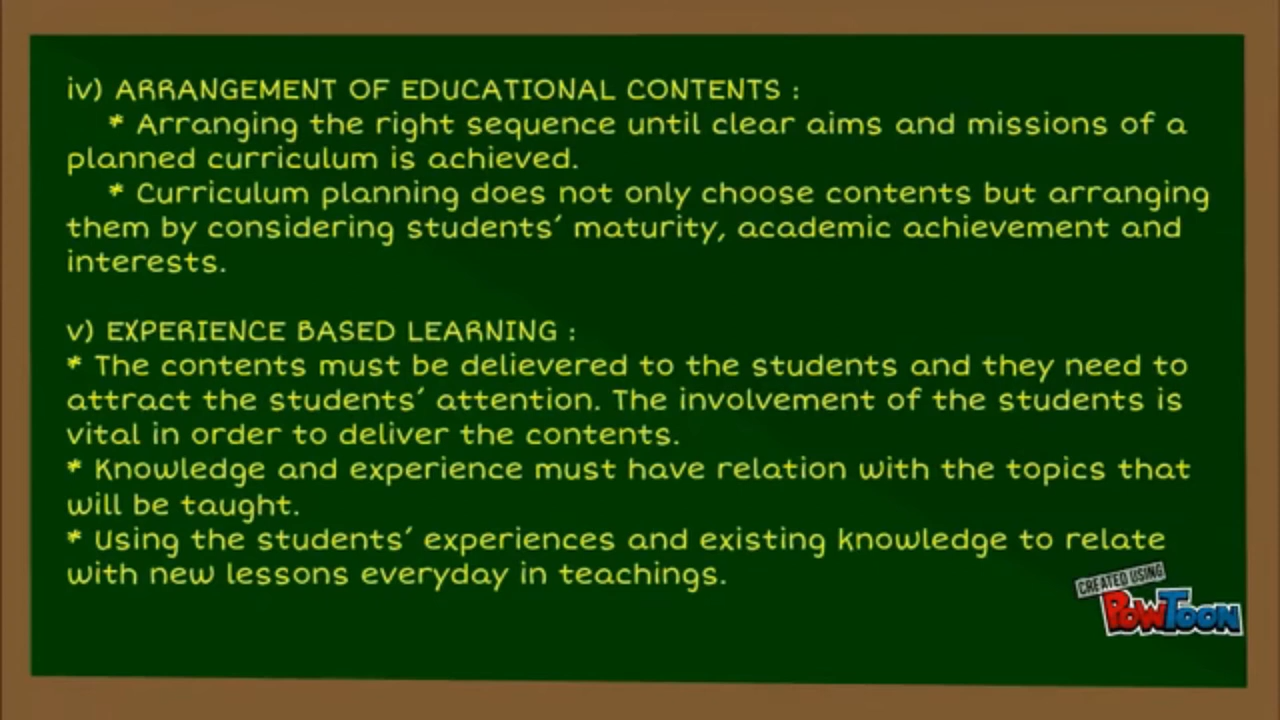 iv) ARRANGEMENT OF EDUCATIONAL CONTENTS :
* Arranging the right sequence until clear aims and missions of a
planned curriculum is achieved.
* Curriculum planning does not only choose contents but arranging
them by considering students' maturity, academic achievement and
interests.
v) EXPERIENCE BASED LEARNING :
* The contents must be delievered to the students and they need to
attract the students' attention. The involvement of the students is
vital in order to deliver the contents.
* Knowledge and experience must have relation with the topics that
will be taught.
* Using the students' experiences and existing knowledge to relate
with new lessons everyday in teachings.
CREATED USING
POWTOON